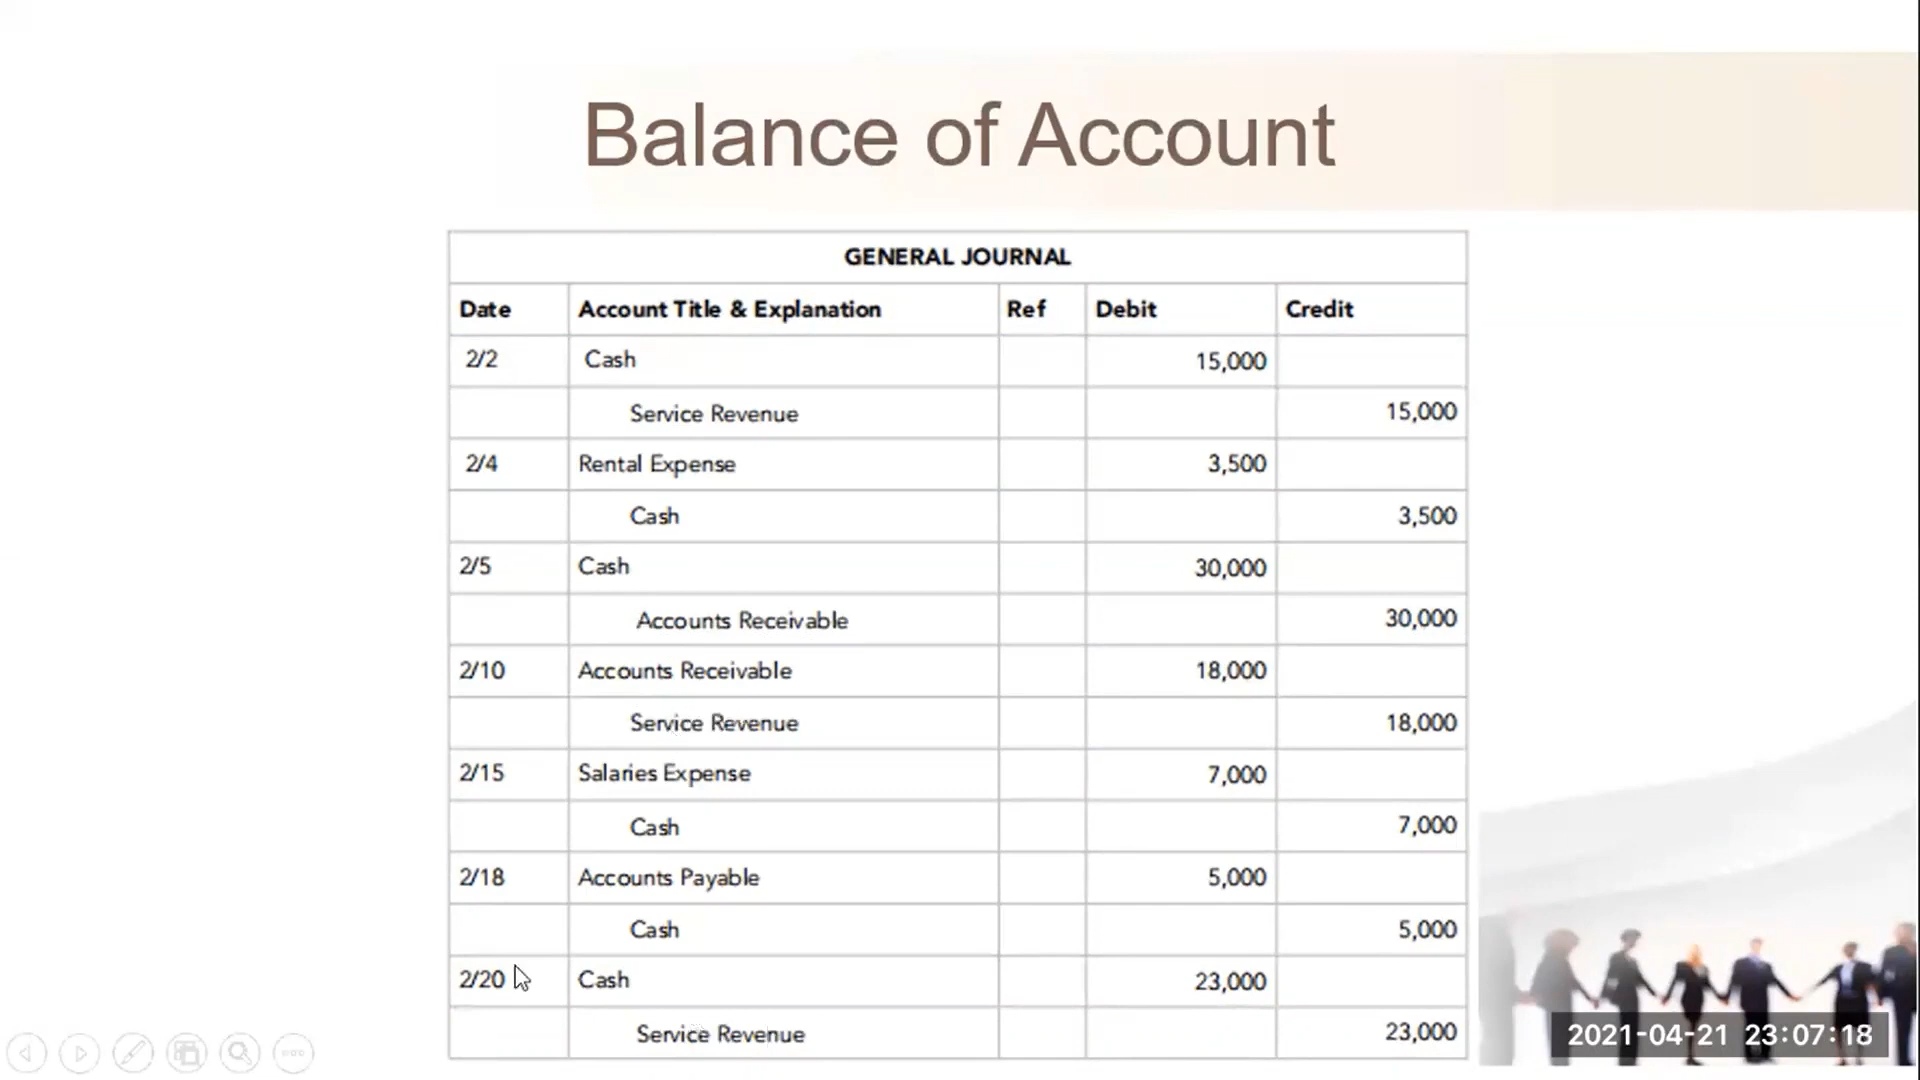 Balance of Account
GENERAL JOURNAL
Date Account Title & Explanation Ref Debit Credit
2/2 Cash 15,000
Service Revenue 15,000
2/4 Rental Expense 3,500
Cash 3,500
2/5 Cash 30,000
Accounts Receivable 30,000
2/10 Accounts Receivable 18,000
Service Revenue 18,000
2/15 Salaries Expense 7,000
Cash 7,000
2/18 Accounts Payable 5,000
Cash 5,000
2/20 Cash 23,000
Service Revenue 23,000
2021-04-21 23:07:18